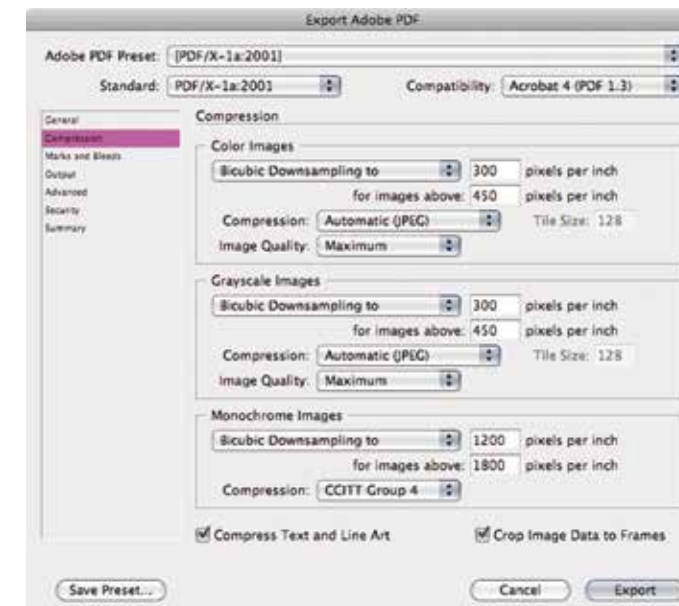 Export Adobe PDF
Adobe PDF Preset: [PDF/X-1a:2001]
Standard: PDF/X-1a:2001 Compatibility: Acrobat 4 (PDF 1.3)
General
Compression
Marks and Bleeds
Output
Advanced
Security
Summary
Compression
Color Images
Bicubic Downsampling to 300 pixels per inch
for images above: 450 pixels per inch
Compression: Automatic (JPEG) Tile Size: 128
Image Quality: Maximum
Grayscale Images
Bicubic Downsampling to 300 pixels per inch
for images above: 450 pixels per inch
Compression: Automatic (JPEG) Tile Size: 128
Image Quality: Maximum
Monochrome Images
Bicubic Downsampling to 1200 pixels per inch
for images above: 1800 pixels per inch
Compression: CCITT Group 4
Compress Text and Line Art Crop Image Data to Frames
Save Preset... Cancel Export